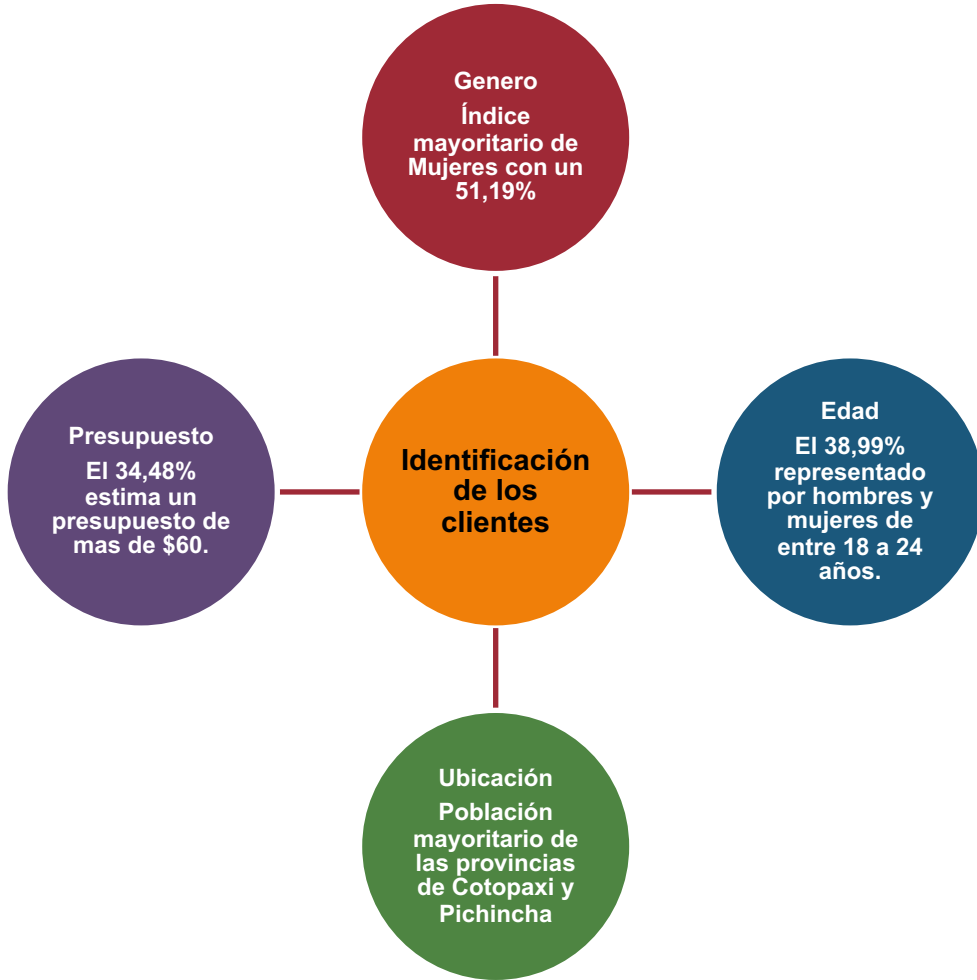 Genero
Índice
mayoritario de
Mujeres con un
51,19%
Presupuesto
El 34,48%
estima un
presupuesto de
mas de $60.
Identificación
de los
clientes
Edad
El 38,99%
representado
por hombres y
mujeres de
entre 18 a 24
años.
Ubicación
Población
mayoritario de
las provincias
de Cotopaxi y
Pichincha